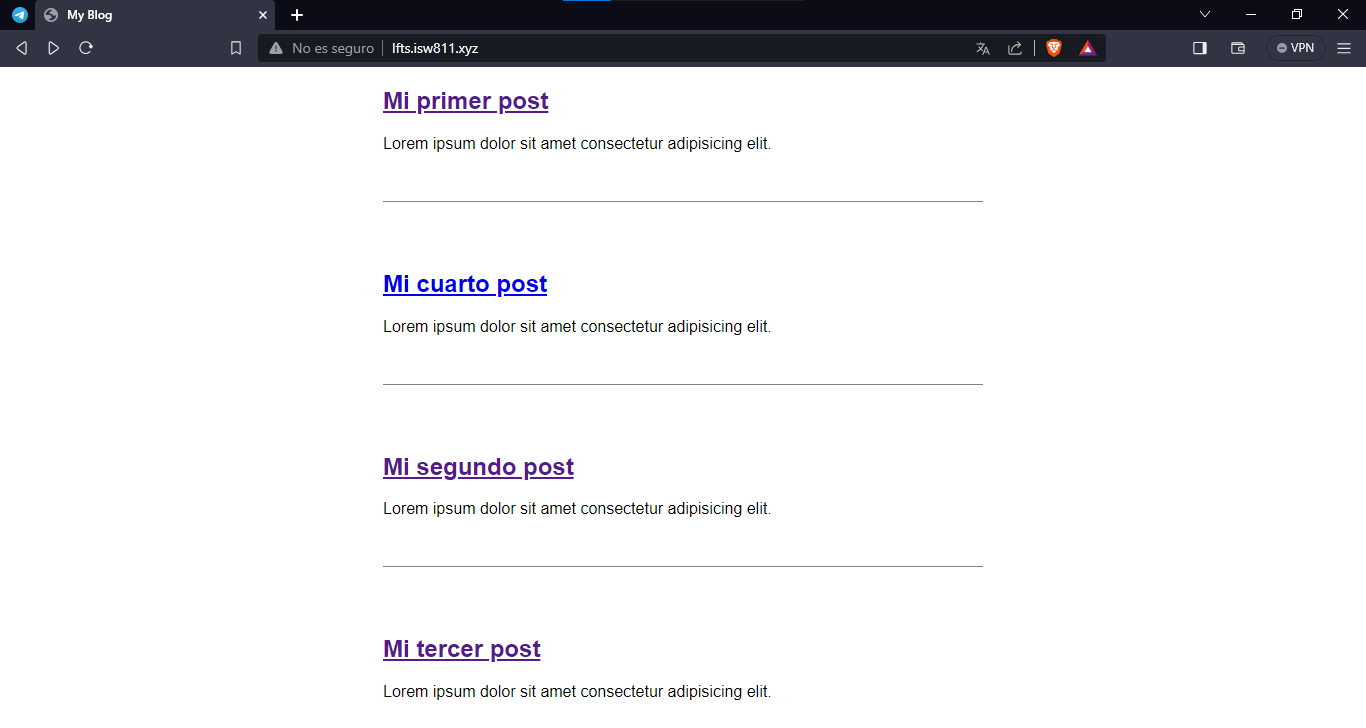 My Blog
No es seguro
lfts.isw811.xyz
VPN
Mi primer post
Lorem ipsum dolor sit amet consectetur adipisicing elit.
Mi cuarto post
Lorem ipsum dolor sit amet consectetur adipisicing elit.
Mi segundo post
Lorem ipsum dolor sit amet consectetur adipisicing elit.
Mi tercer post
Lorem ipsum dolor sit amet consectetur adipisicing elit.